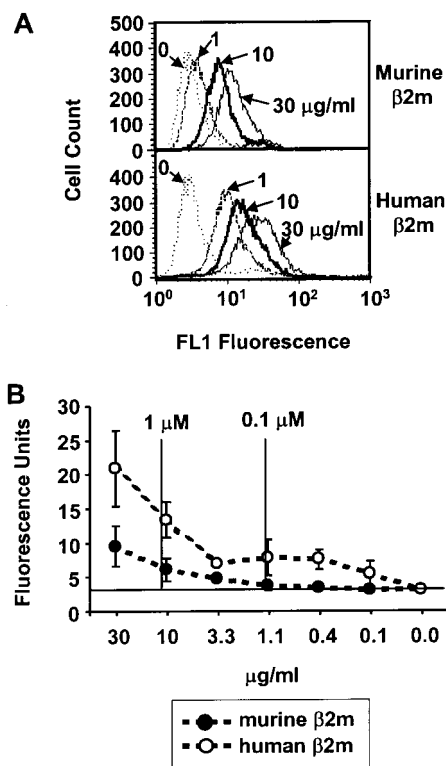 A
Cell Count
500
400
300
200
100
0
0
1
10
30 μg/ml
Murine
β2m
400
300
200
100
0
0
1
10
30 μg/ml
Human
β2m
10⁰ 10¹ 10² 10³
FL1 Fluorescence
B
Fluorescence Units
30
25
20
15
10
5
0
1 μM
0.1 μM
30 10 3.3 1.1 0.4 0.1 0.0
μg/ml
murine β2m
human β2m